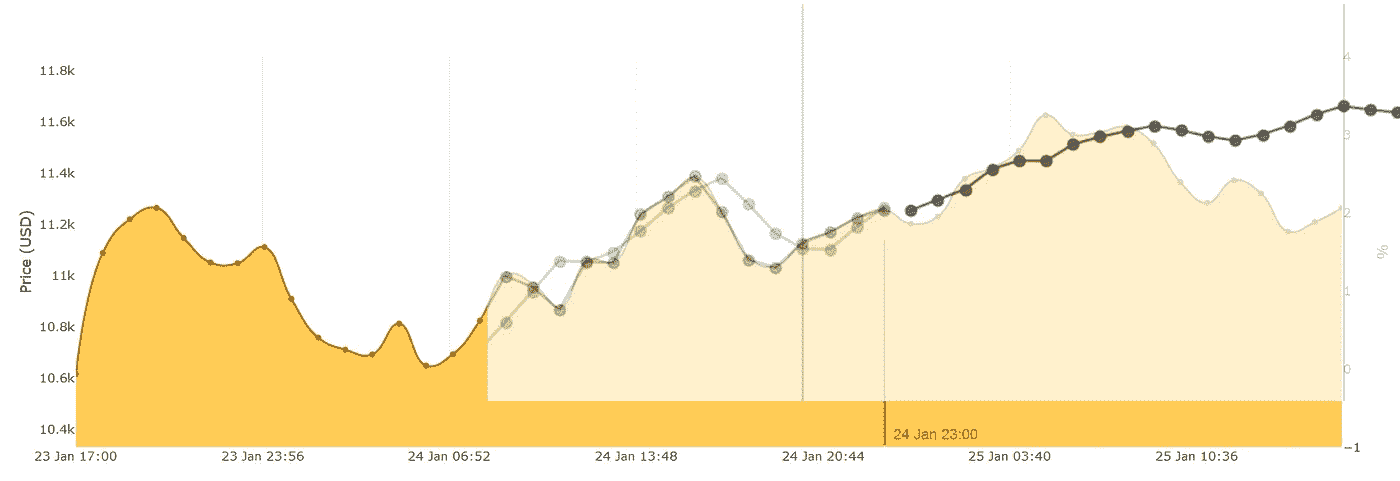 11.8k
11.6k
11.4k
11.2k
11k
10.8k
10.6k
10.4k
Price (USD)
4
3
2
1
0
−1
%
24 Jan 23:00
23 Jan 17:00 23 Jan 23:56 24 Jan 06:52 24 Jan 13:48 24 Jan 20:44 25 Jan 03:40 25 Jan 10:36